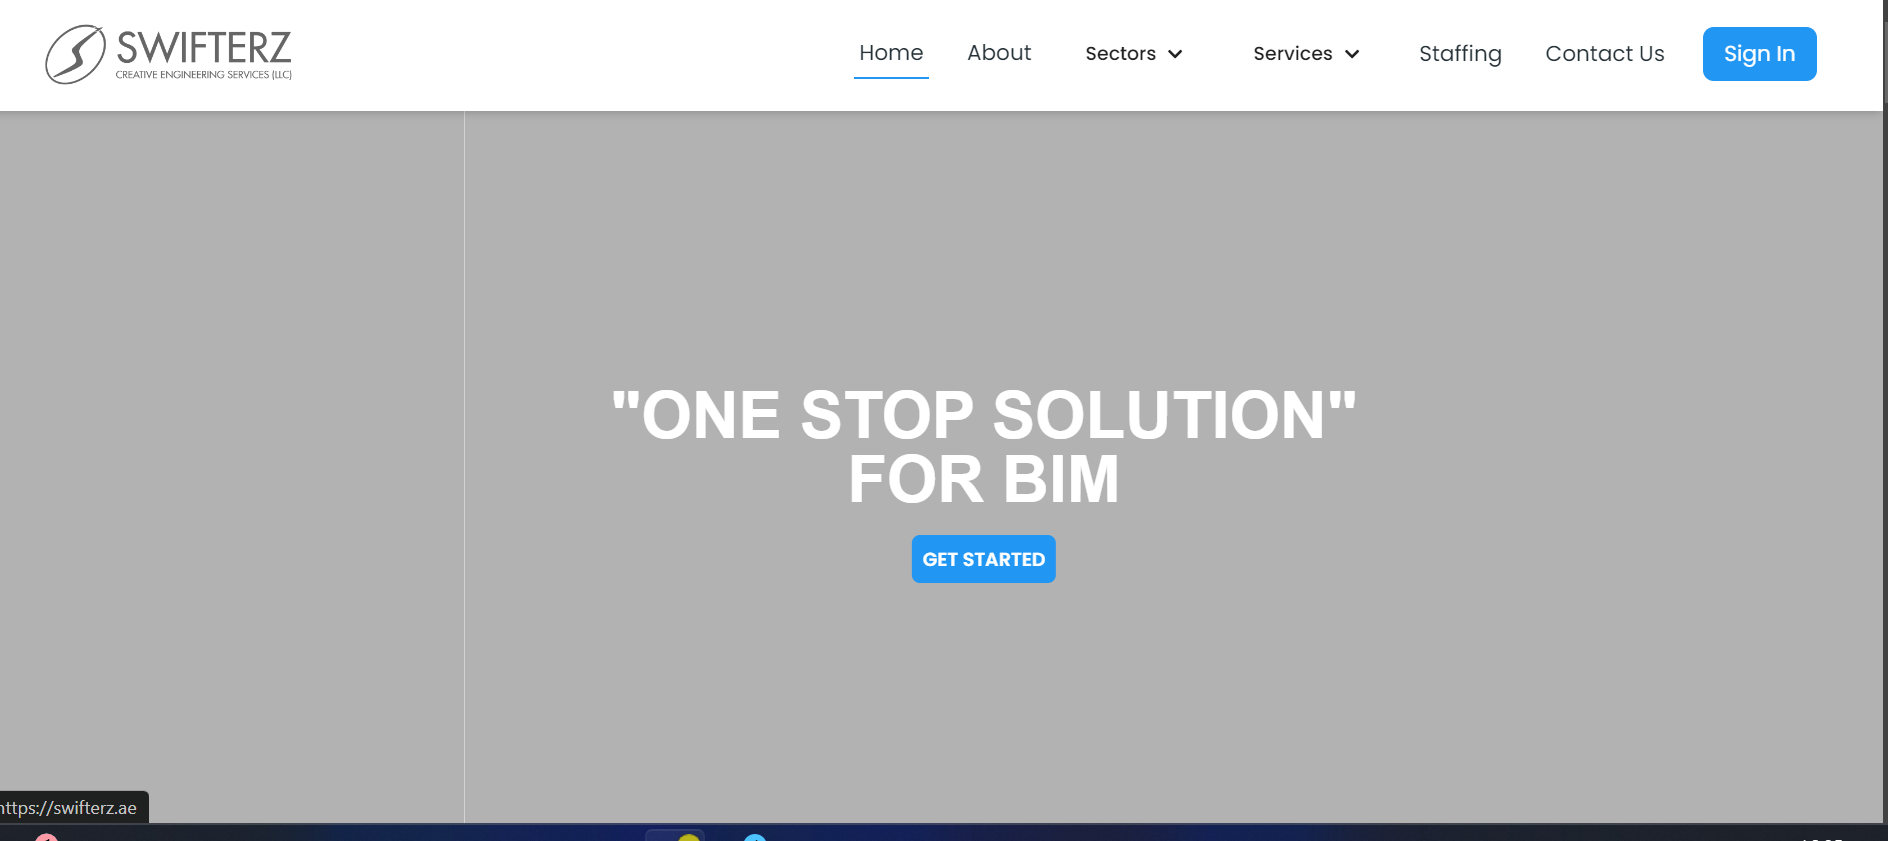 SWIFTERZ
CREATIVE ENGINEERING SERVICES (LLC)
Home About Sectors Services Staffing Contact Us Sign In
"ONE STOP SOLUTION"
FOR BIM
GET STARTED
https://swifterz.ae